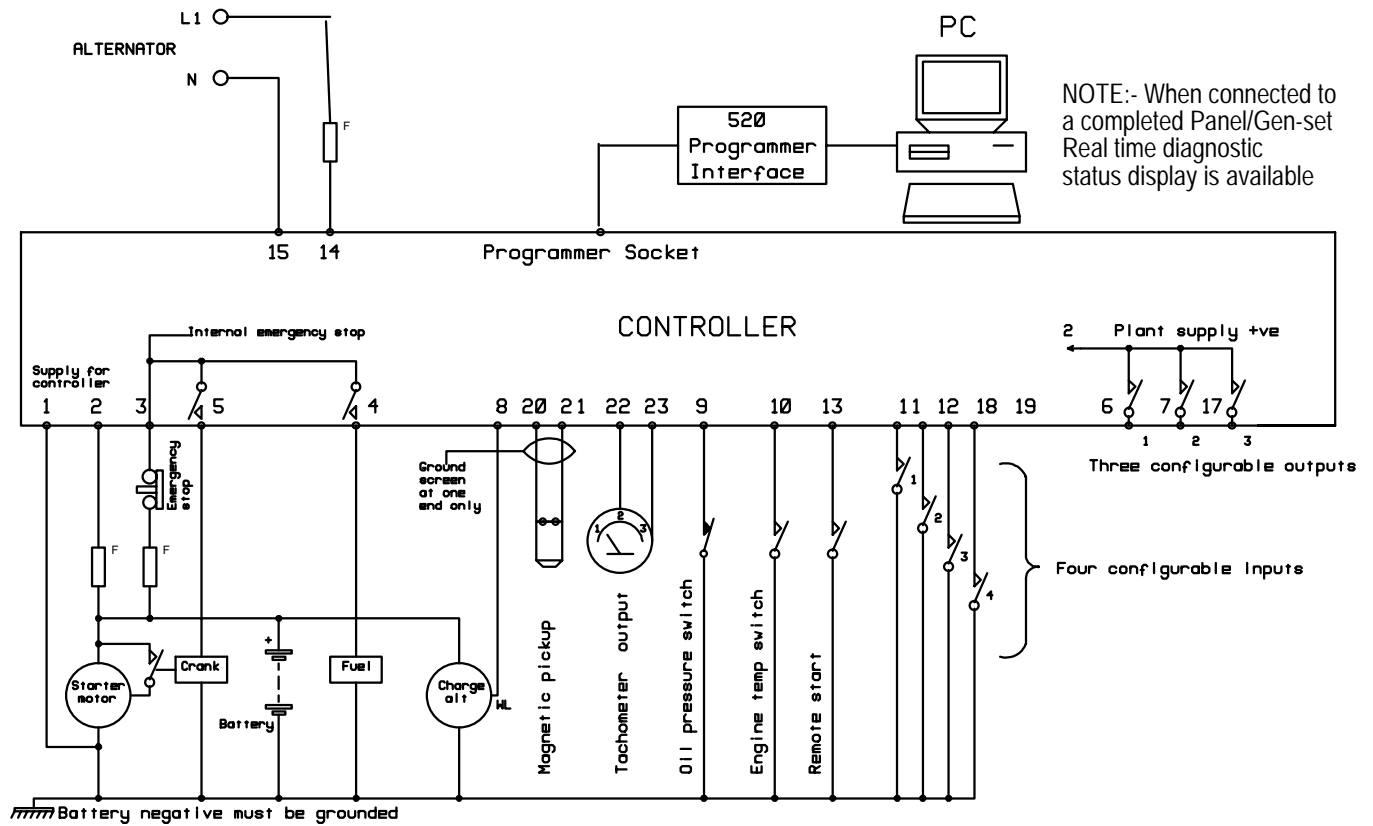 L1
ALTERNATOR
N
F
PC
520
Programmer
Interface
NOTE:- When connected to
a completed Panel/Gen-set
Real time diagnostic
status display is available
15 14
Programmer Socket
Internal emergency stop
CONTROLLER
2 Plant supply +ve
Supply for
controller
1 2 3 5 4 8 20 21 22 23 9 10 13 11 12 18 19 6 7 17
1 2 3
Three configurable outputs
Emergency
stop
Ground
screen
at one
end only
F F
1 2 3
1
2
3
4
Four configurable inputs
+
Starter
motor
Crank
Battery
Fuel
Charge
alt
WL
Magnetic pickup
Tachometer output
Oil pressure switch
Engine temp switch
Remote start
Battery negative must be grounded